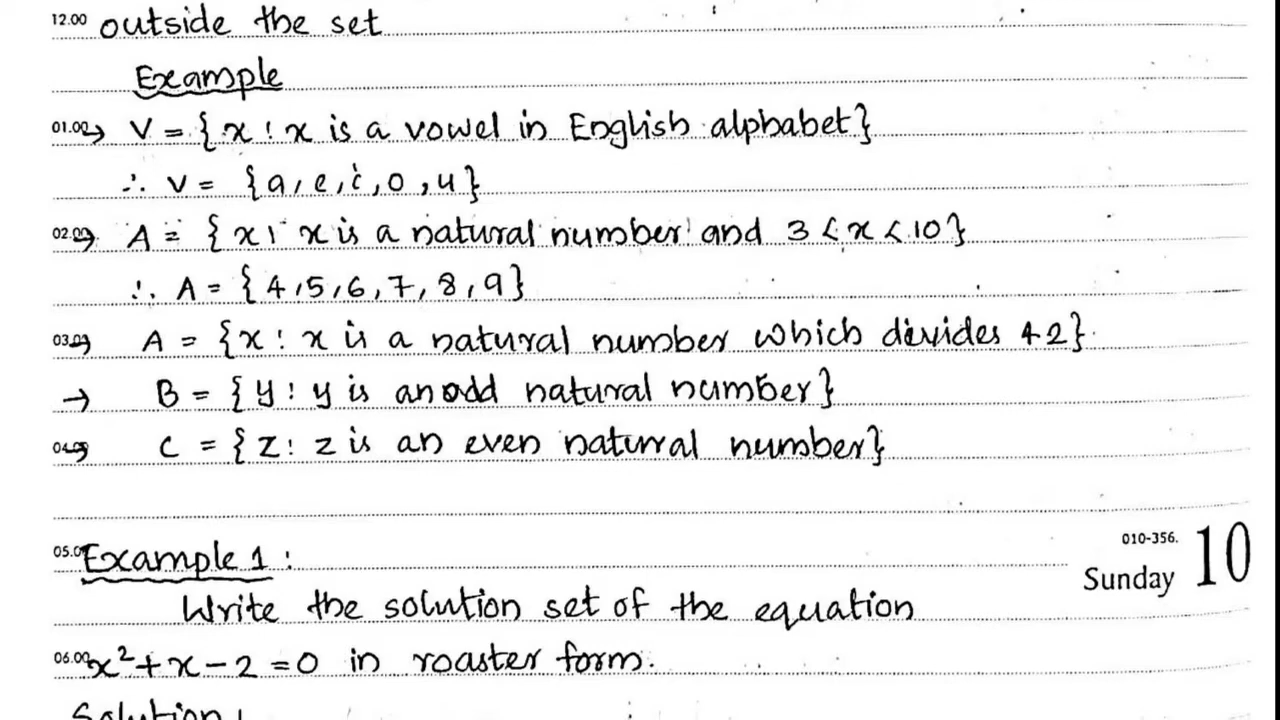 12.00 outside the set
Example
01.00 → V = {x : x is a vowel in English alphabet}
∴ V = {a, e, i, o, u}
02.00 → A = {x : x is a natural number and 3 < x < 10}
∴ A = {4, 5, 6, 7, 8, 9}
03.00 → A = {x : x is a natural number which divides 42}.
→ B = {y : y is an odd natural number}
04.00 → C = {z : z is an even natural number}
010-356.
Sunday 10
05.00 Example 1 :
Write the solution set of the equation
06.00 x²+x-2=0 in roaster form.
Solution :